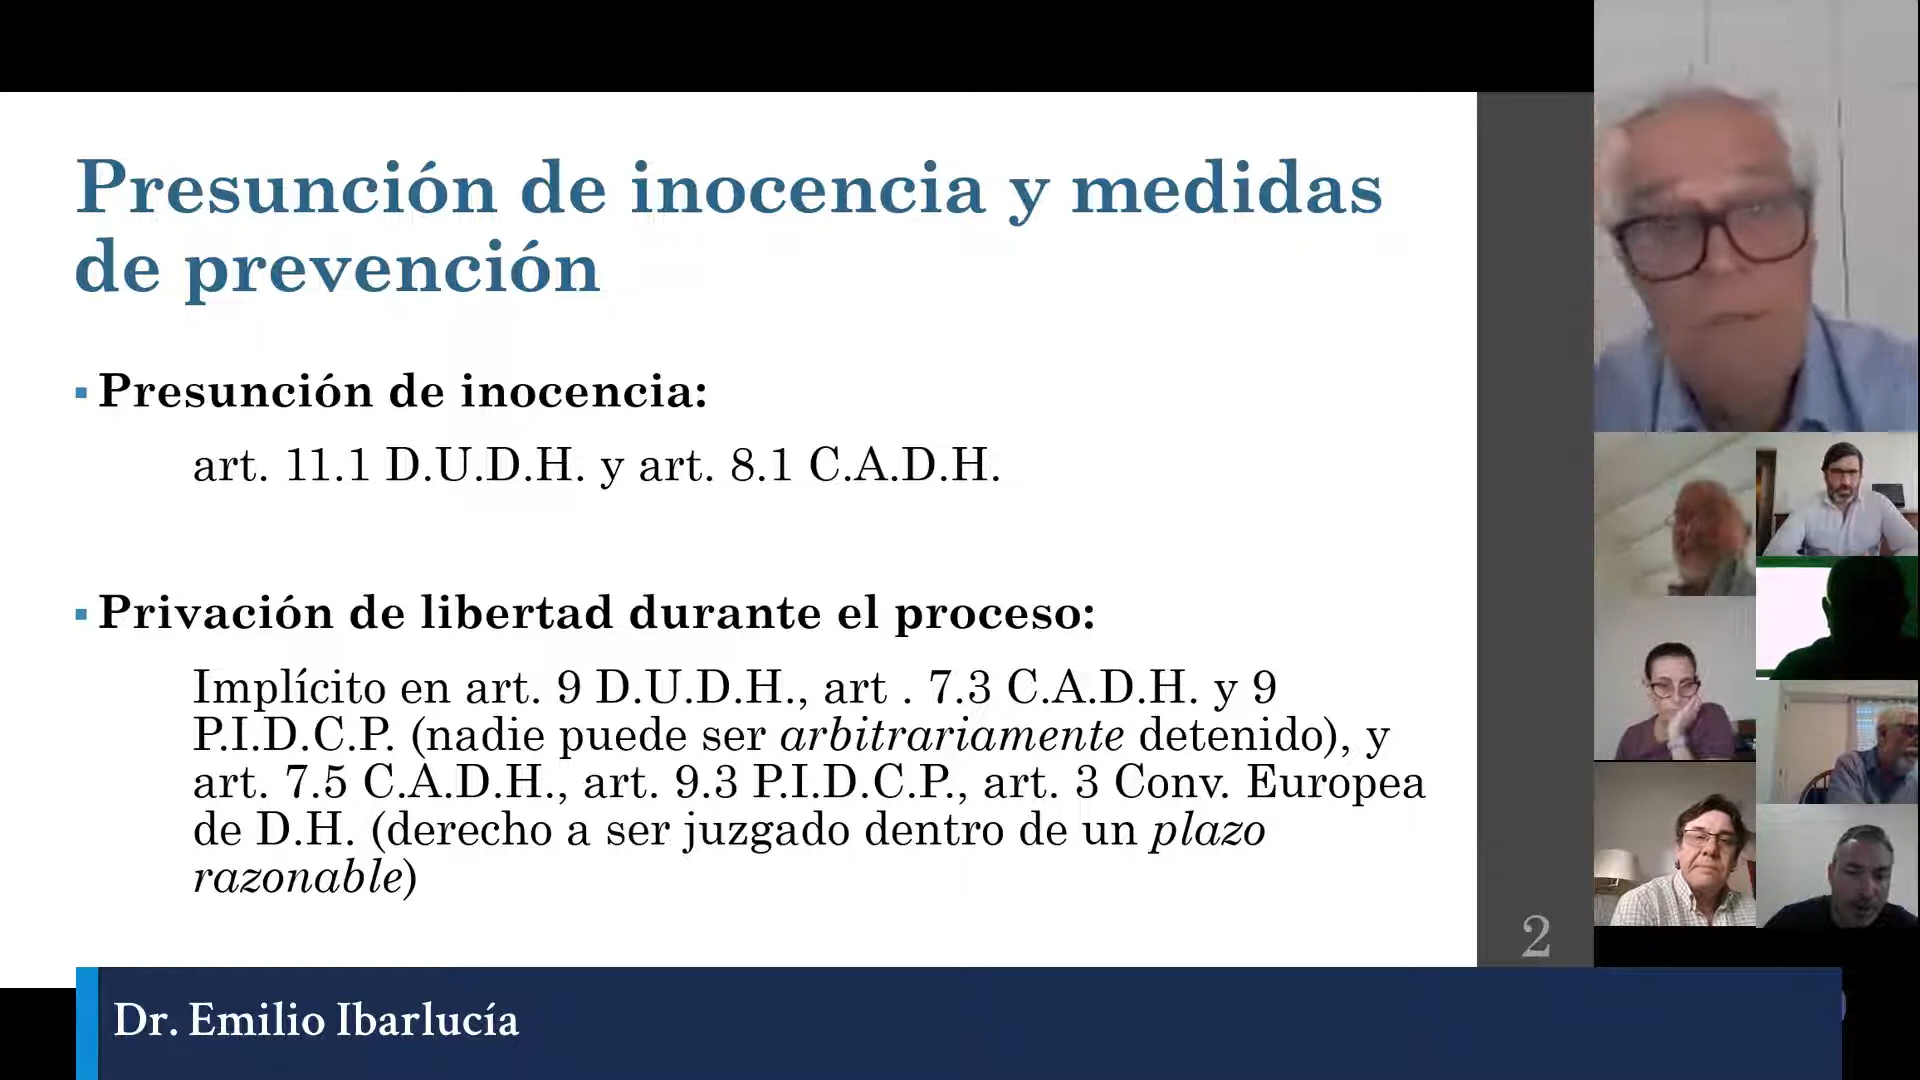 Presunción de inocencia y medidas
de prevención
▪ Presunción de inocencia:
art. 11.1 D.U.D.H. y art. 8.1 C.A.D.H.
▪ Privación de libertad durante el proceso:
Implícito en art. 9 D.U.D.H., art . 7.3 C.A.D.H. y 9
P.I.D.C.P. (nadie puede ser arbitrariamente detenido), y
art. 7.5 C.A.D.H., art. 9.3 P.I.D.C.P., art. 3 Conv. Europea
de D.H. (derecho a ser juzgado dentro de un plazo
razonable)
2
Dr. Emilio Ibarlucía